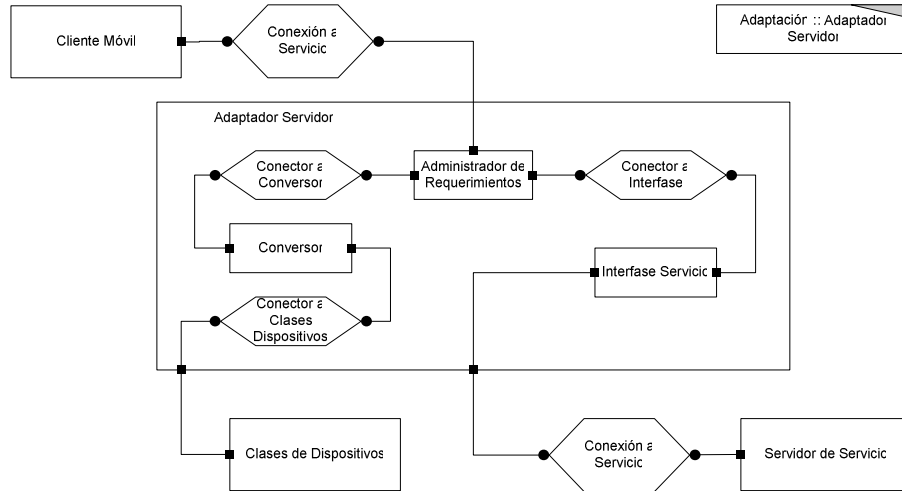 Cliente Móvil
Conexión a
Servicio
Adaptación :: Adaptador
Servidor
Adaptador Servidor
Conector a
Conversor
Administrador de
Requerimientos
Conector a
Interfase
Conversor
Interfase Servicio
Conector a
Clases
Dispositivos
Clases de Dispositivos
Conexión a
Servicio
Servidor de Servicio